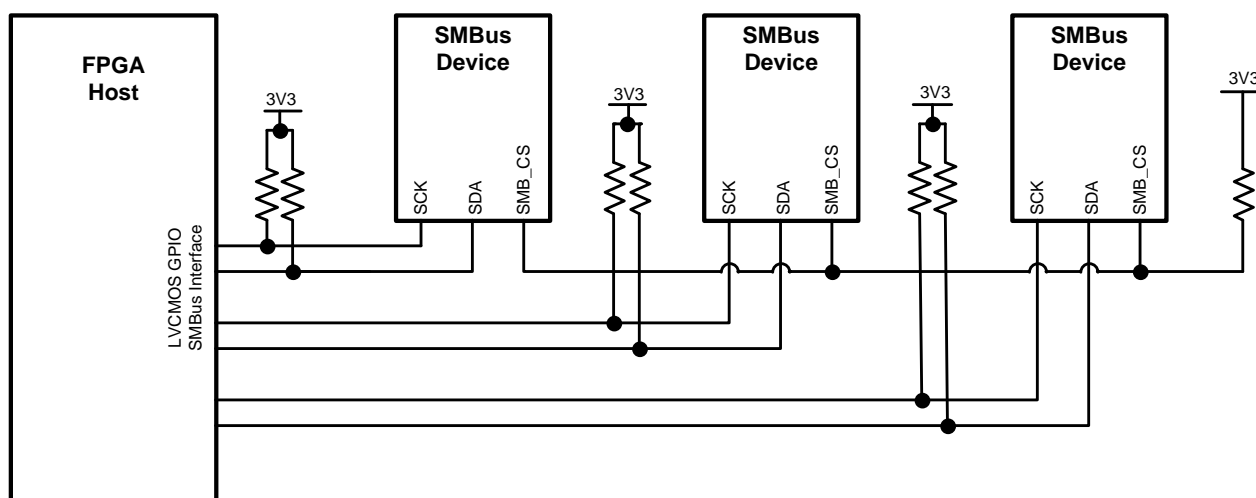 FPGA
Host
LVCMOS GPIO
SMBus Interface
3V3
SMBus
Device
SCK
SDA
SMB_CS
3V3
SMBus
Device
SCK
SDA
SMB_CS
3V3
SMBus
Device
SCK
SDA
SMB_CS
3V3